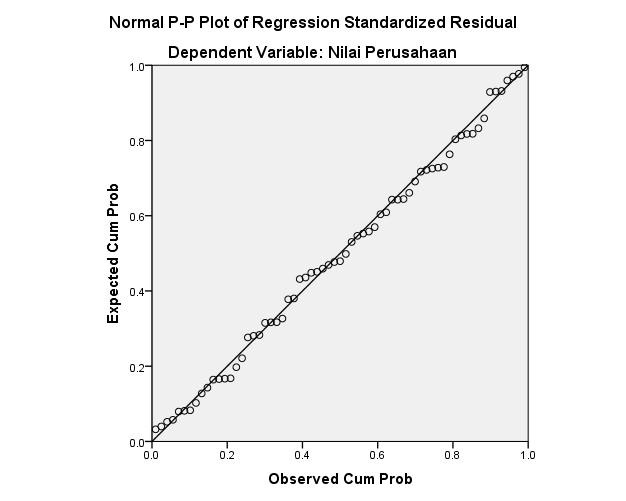 Normal P-P Plot of Regression Standardized Residual
Dependent Variable: Nilai Perusahaan
1.0
0.8
0.6
0.4
0.2
0.0
Expected Cum Prob
0.0 0.2 0.4 0.6 0.8 1.0
Observed Cum Prob